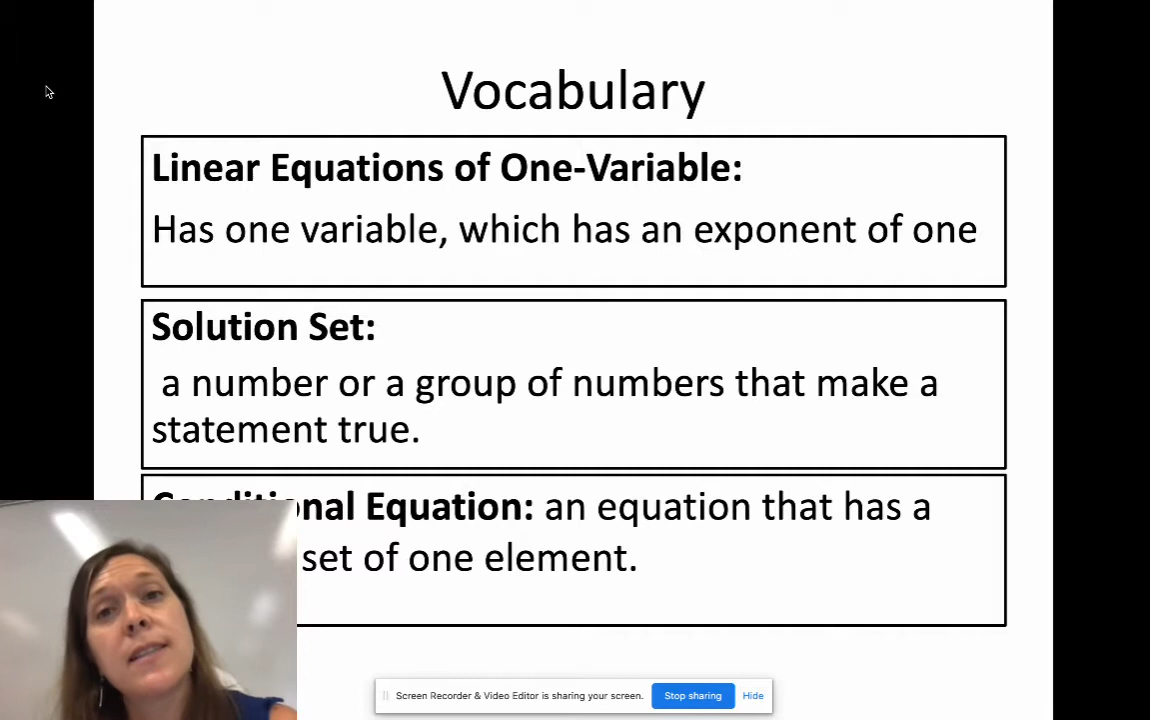 Vocabulary
Linear Equations of One-Variable:
Has one variable, which has an exponent of one
Solution Set:
a number or a group of numbers that make a
statement true.
Conditional Equation: an equation that has a
set of one element.
Screen Recorder & Video Editor is sharing your screen. Stop sharing Hide